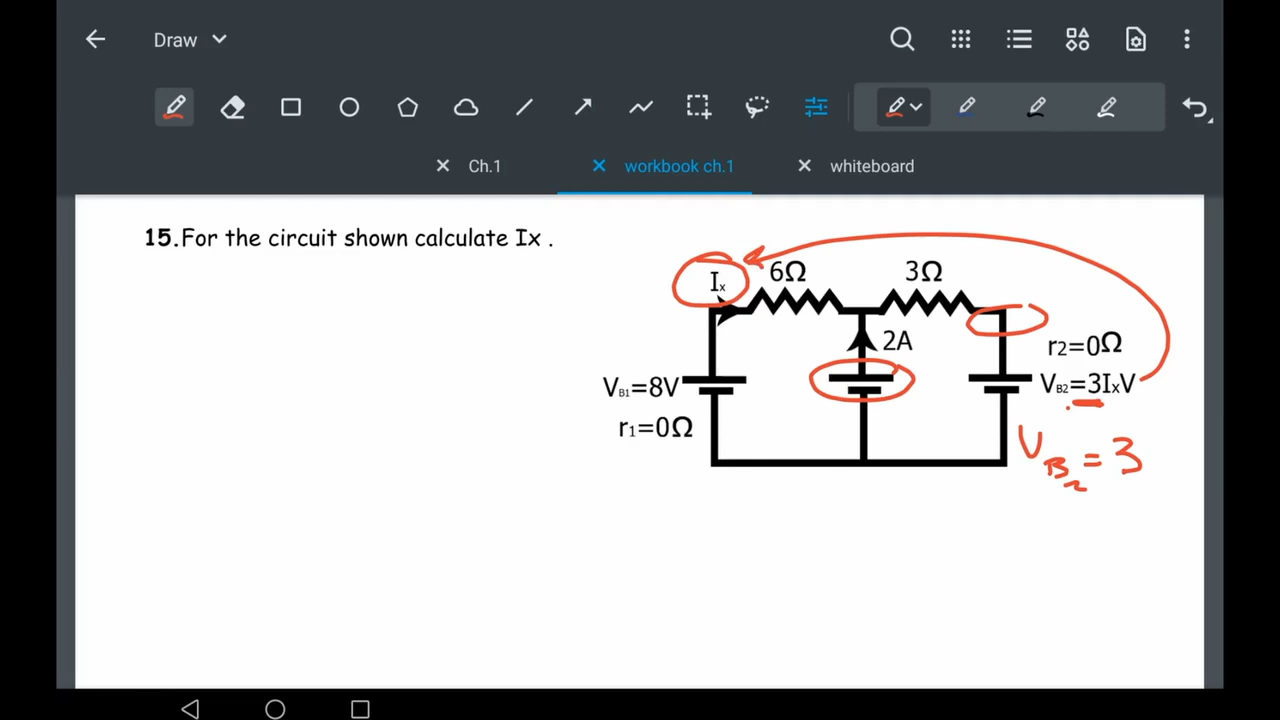 Draw
Ch.1
workbook ch.1
whiteboard
15.For the circuit shown calculate Ix .
Ix
6Ω
3Ω
2A
r2=0Ω
VB1=8V
VB2=3IxV
r1=0Ω
VB2=3